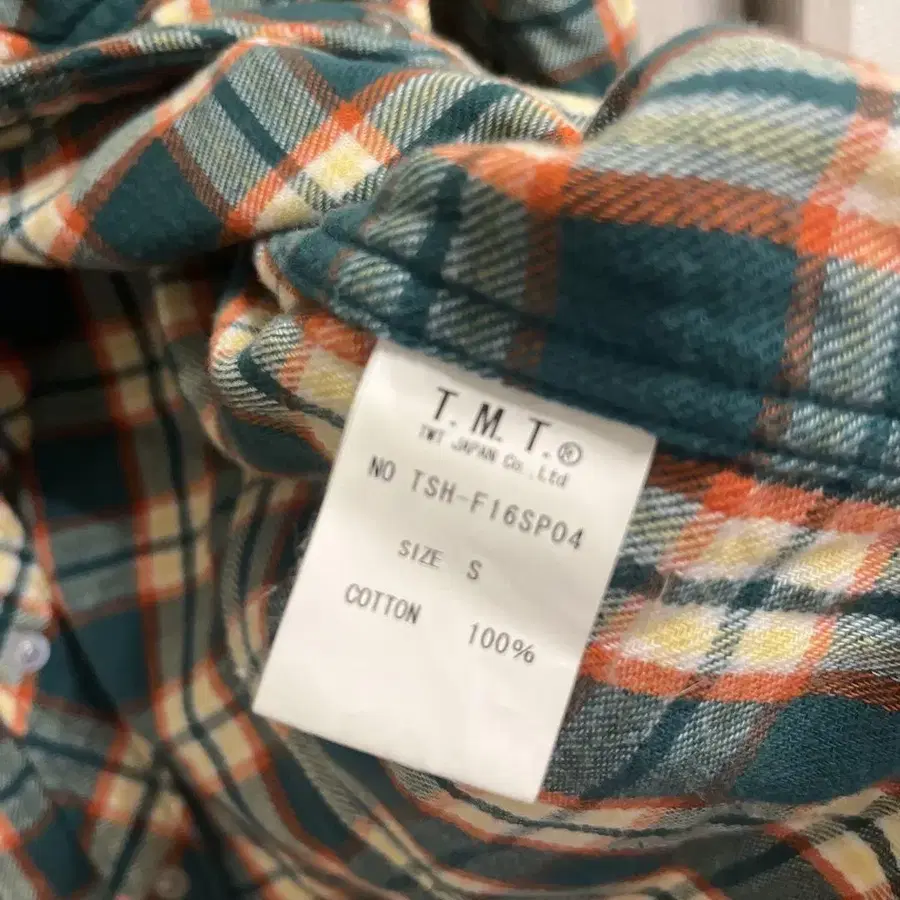 T.M.T.®
TMT JAPAN Co.,Ltd
NO TSH-F16SP04
SIZE S
COTTON 100%